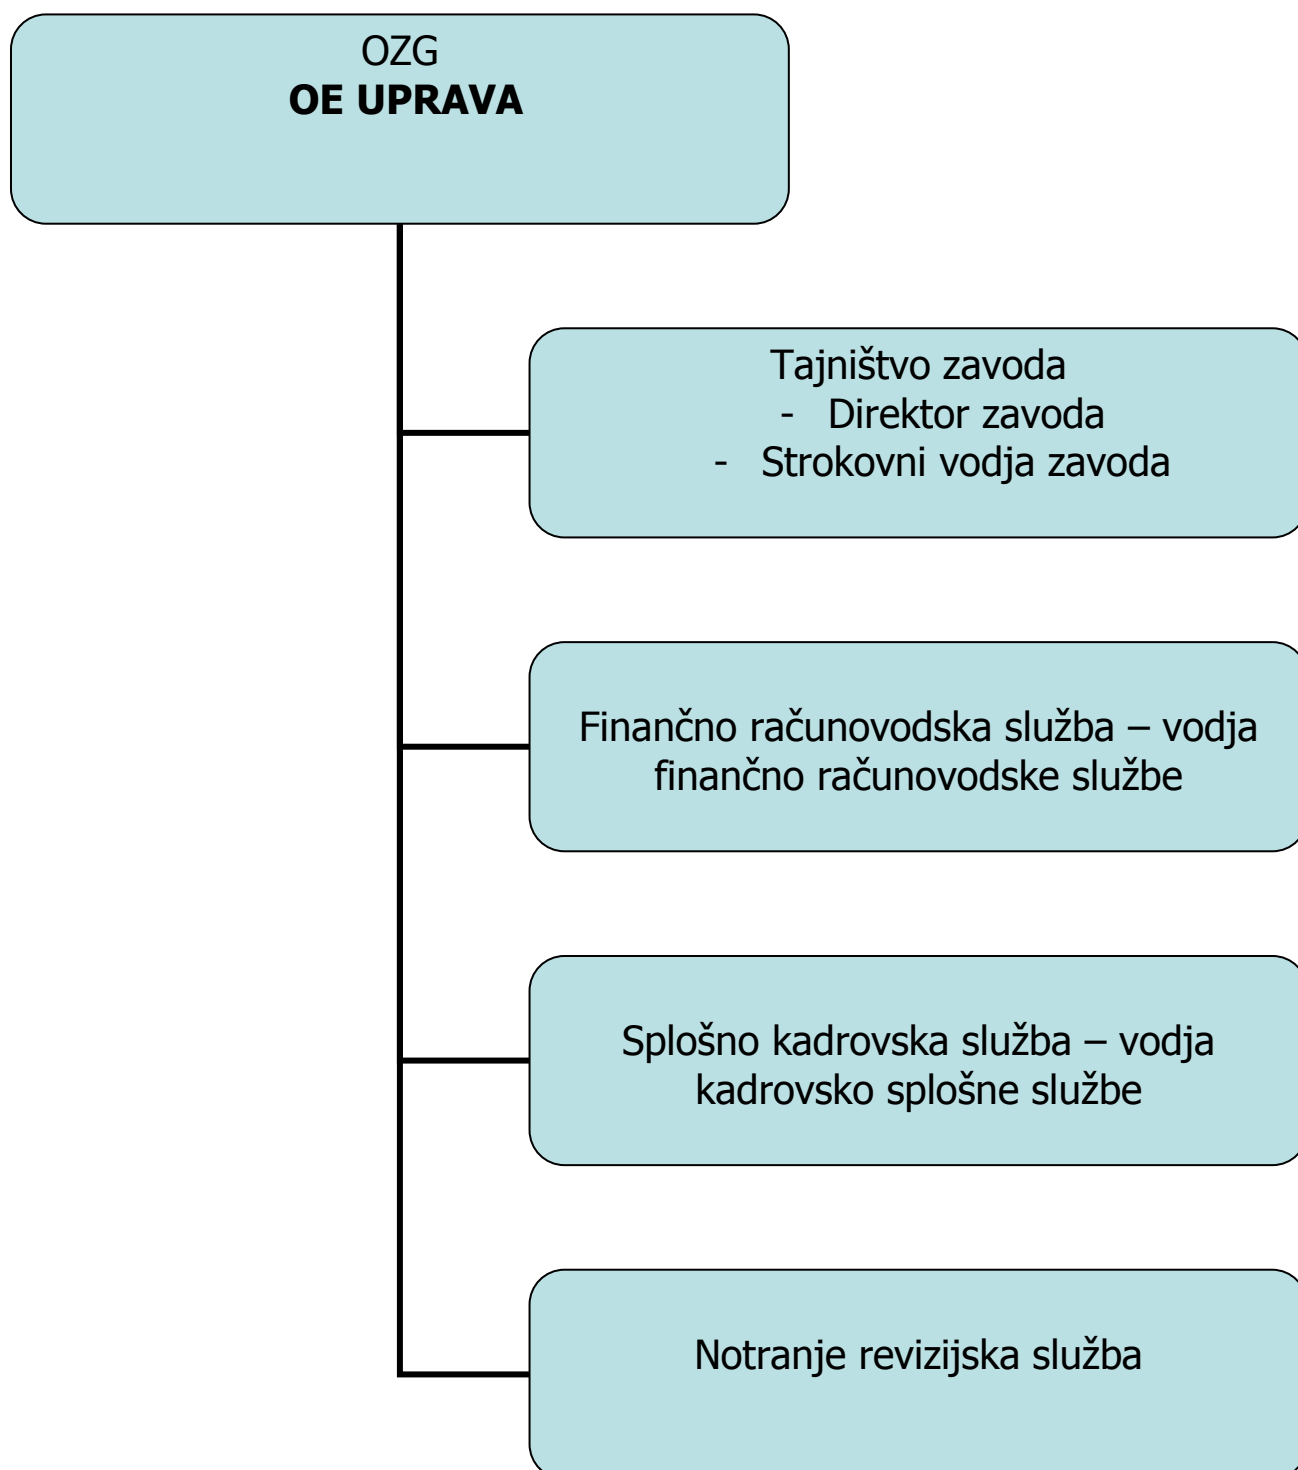 OZG
OE UPRAVA
Tajništvo zavoda
- Direktor zavoda
- Strokovni vodja zavoda
Finančno računovodska služba – vodja
finančno računovodske službe
Splošno kadrovska služba – vodja
kadrovsko splošne službe
Notranje revizijska služba